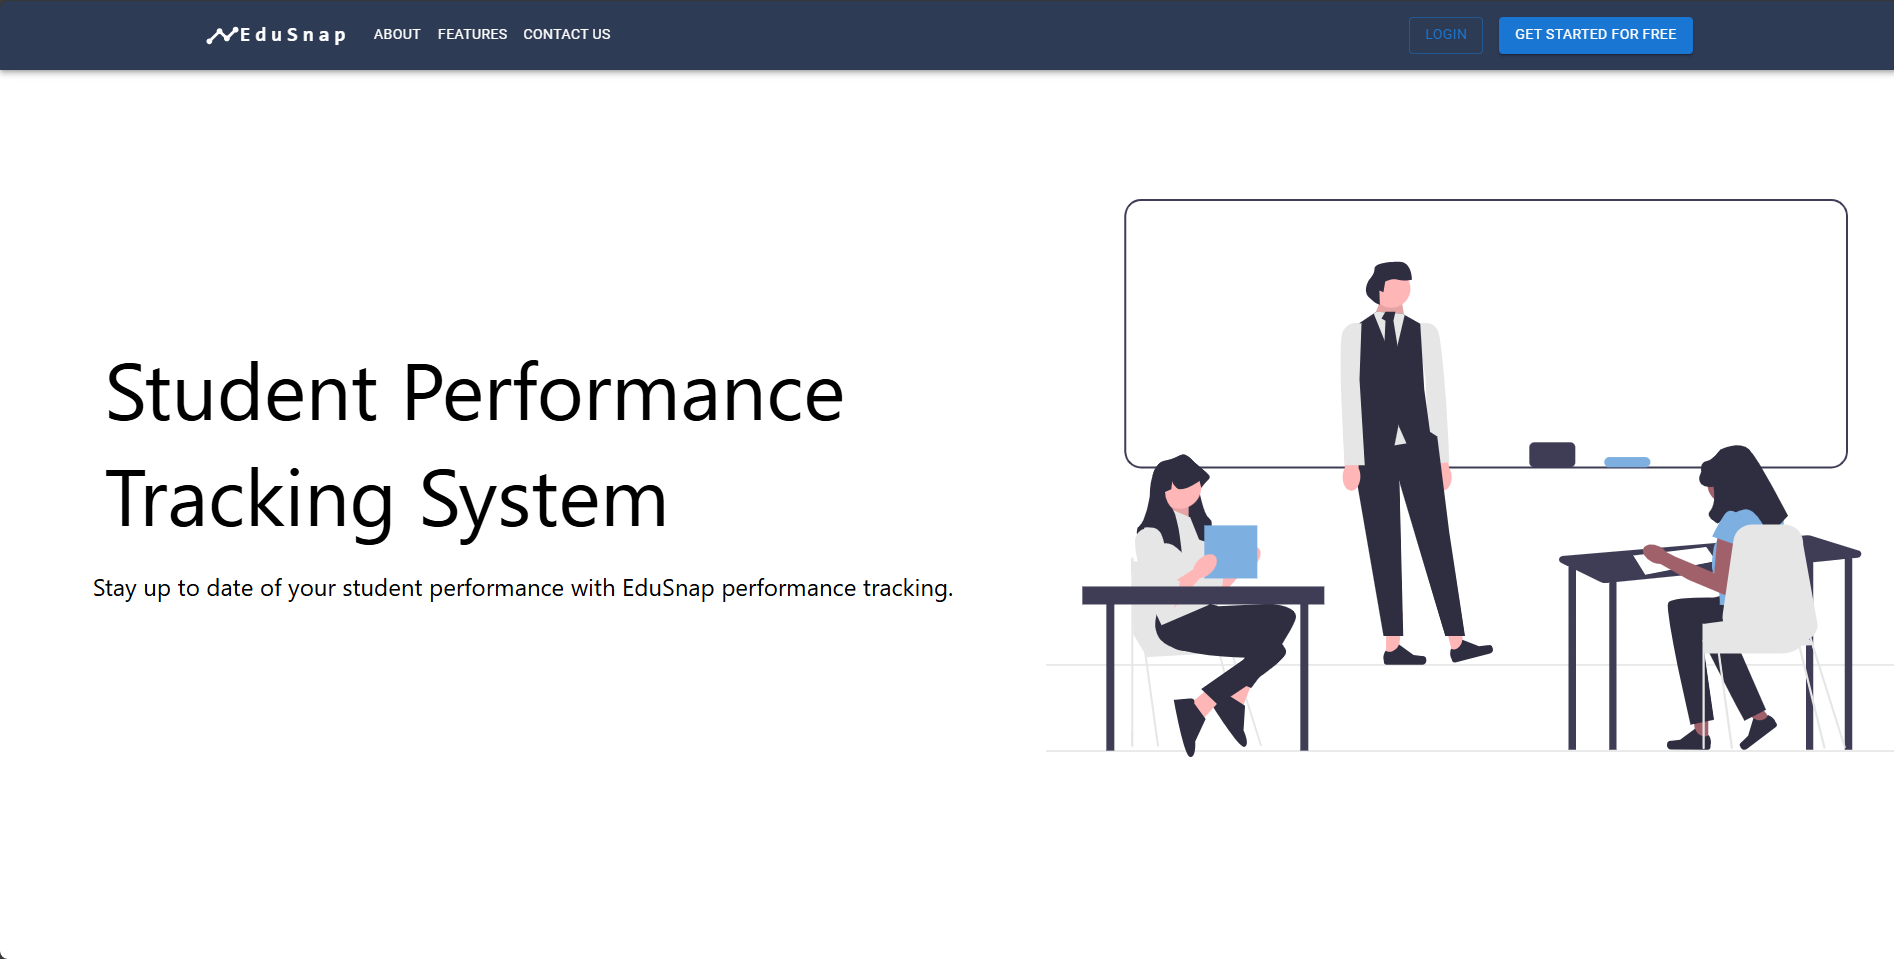 EduSnap ABOUT FEATURES CONTACT US LOGIN GET STARTED FOR FREE
Student Performance
Tracking System
Stay up to date of your student performance with EduSnap performance tracking.